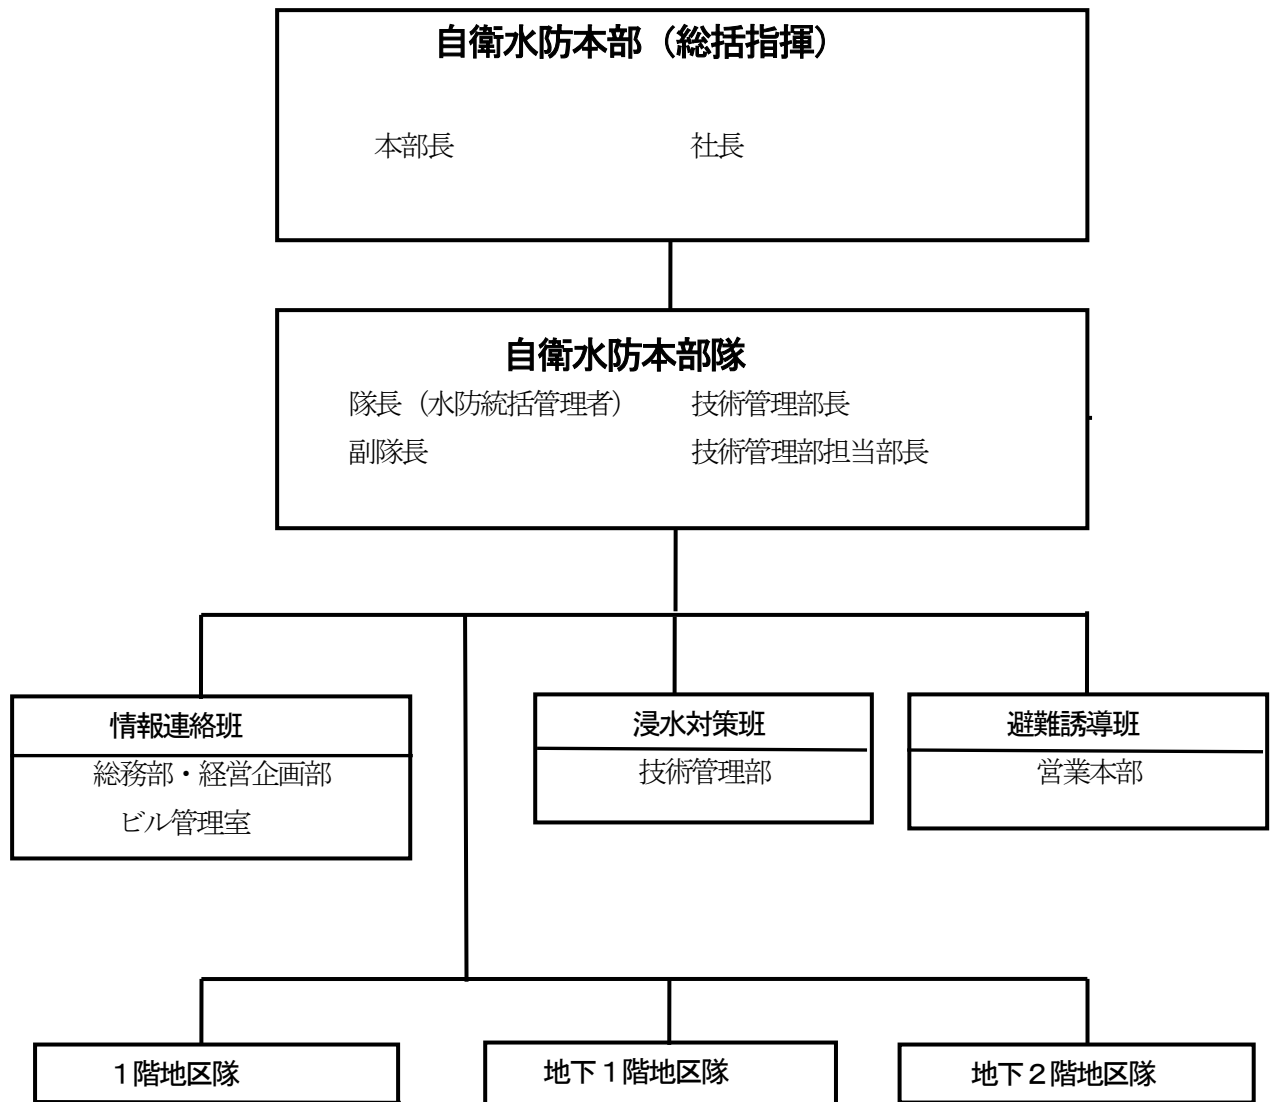 自衛水防本部（総括指揮）
本部長 社長
自衛水防本部隊
隊長（水防統括管理者） 技術管理部長
副隊長 技術管理部担当部長
情報連絡班
総務部・経営企画部
ビル管理室
浸水対策班
技術管理部
避難誘導班
営業本部
１階地区隊
地下１階地区隊
地下２階地区隊